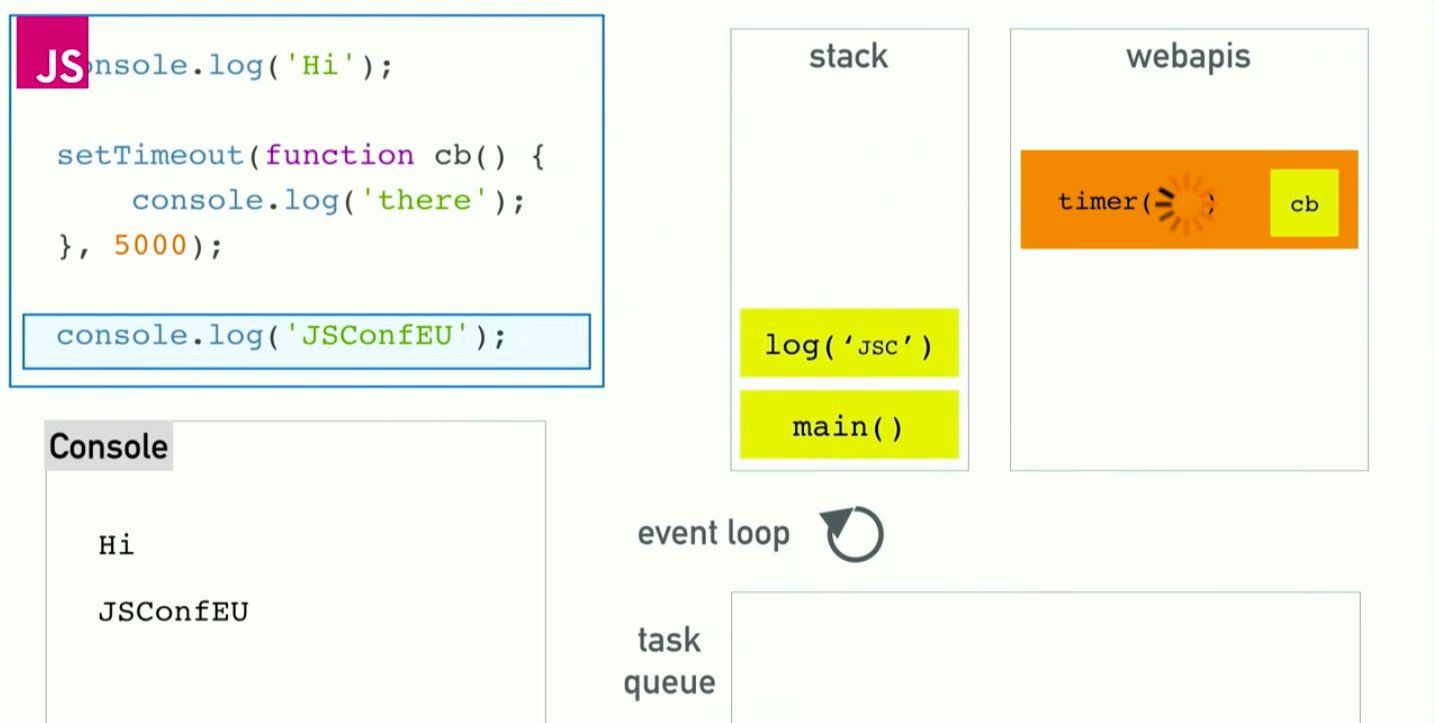 JS
onsole.log('Hi');
setTimeout(function cb() {
    console.log('there');
}, 5000);
console.log('JSConfEU');
Console
Hi
JSConfEU
stack
log(‘JSC’)
main()
webapis
timer( )
cb
event loop
task
queue